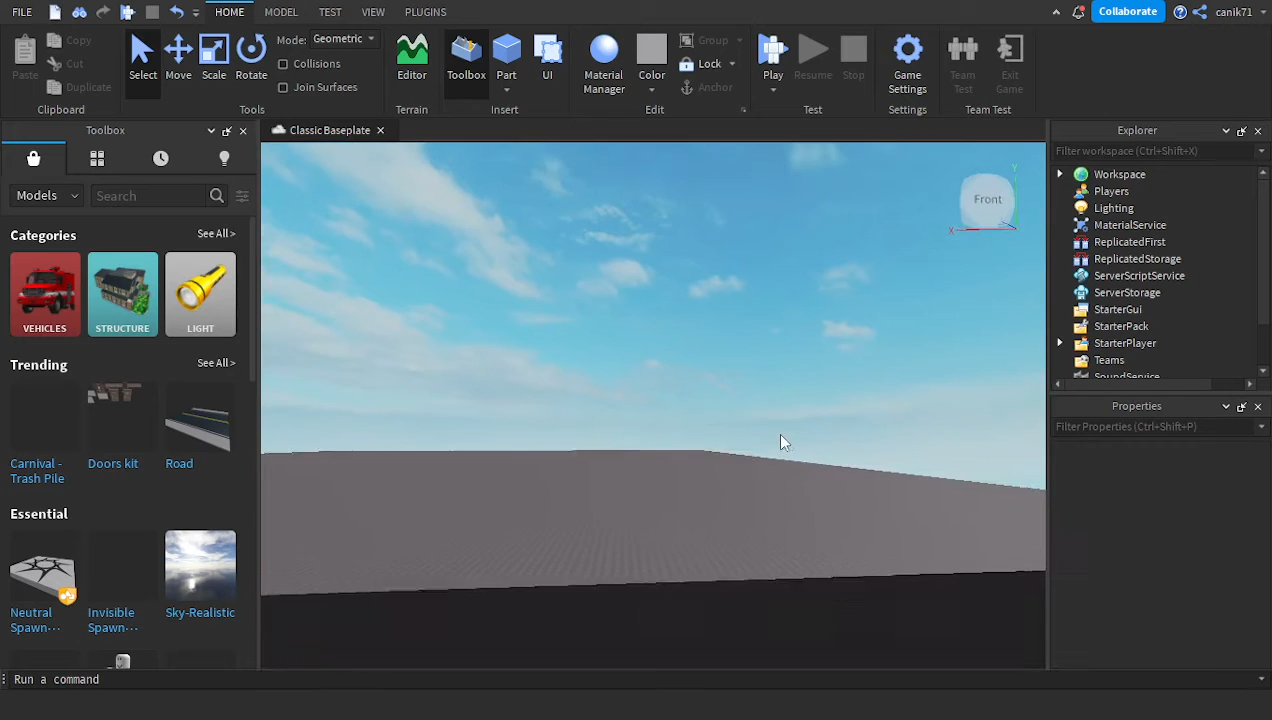 FILE HOME MODEL TEST VIEW PLUGINS Collaborate canik71
Paste Copy Cut Duplicate Clipboard
Select Move Scale Rotate Mode: Geometric Collisions Join Surfaces Tools
Editor Terrain
Toolbox Part UI Insert
Material Manager Color Group Lock Anchor Edit
Play Resume Stop Test
Game Settings Settings
Team Test Exit Game Team Test
Toolbox
Models Search
Categories See All>
VEHICLES STRUCTURE LIGHT
Trending See All>
Carnival - Trash Pile Doors kit Road
Essential
Neutral Spawn··· Invisible Spawn··· Sky-Realistic
Classic Baseplate
Front
Y
X
Explorer
Filter workspace (Ctrl+Shift+X)
Workspace
Players
Lighting
MaterialService
ReplicatedFirst
ReplicatedStorage
ServerScriptService
ServerStorage
StarterGui
StarterPack
StarterPlayer
Teams
SoundService
Properties
Filter Properties (Ctrl+Shift+P)
Run a command